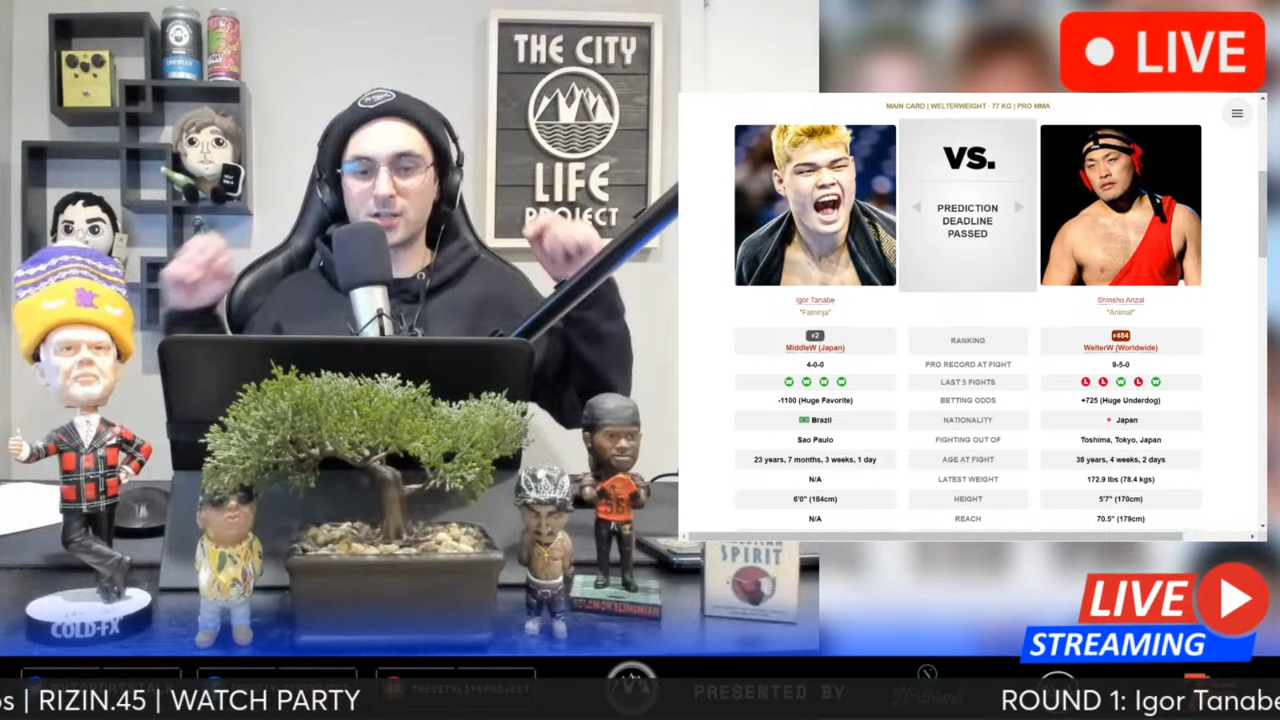 THE CITY
LIFE
PROJECT
LIVE
MAIN CARD | WELTERWEIGHT · 77 KG | PRO MMA
VS.
PREDICTION
DEADLINE
PASSED
Igor Tanabe
Shinsho Anzai
"Fatninja"
"Animal"
#2
RANKING
#484
MiddleW (Japan)
WelterW (Worldwide)
4-0-0
PRO RECORD AT FIGHT
9-5-0
W W W W
LAST 5 FIGHTS
L L W L W
-1100 (Huge Favorite)
BETTING ODDS
+725 (Huge Underdog)
Brazil
NATIONALITY
Japan
Sao Paulo
FIGHTING OUT OF
Toshima, Tokyo, Japan
23 years, 7 months, 3 weeks, 1 day
AGE AT FIGHT
38 years, 4 weeks, 2 days
N/A
LATEST WEIGHT
172.9 lbs (78.4 kgs)
6'0" (184cm)
HEIGHT
5'7" (170cm)
N/A
REACH
70.5" (179cm)
SPIRIT
COLD-FX
SOLOMON ELIMIMIAN
LIVE
STREAMING
THECITYLIFEPROJECT
PRESENTED BY
Northland
s | RIZIN.45 | WATCH PARTY
ROUND 1: Igor Tanabe